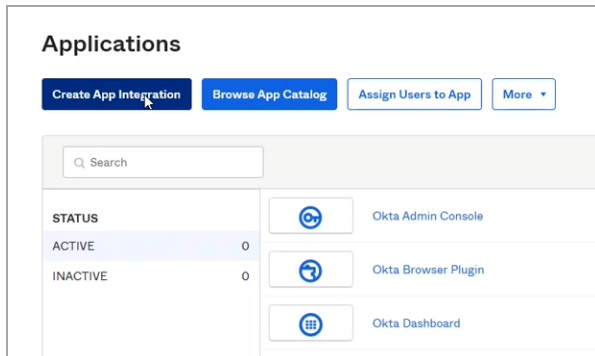 Applications
Create App Integration Browse App Catalog Assign Users to App More
Search
STATUS
ACTIVE 0
INACTIVE 0
Okta Admin Console
Okta Browser Plugin
Okta Dashboard